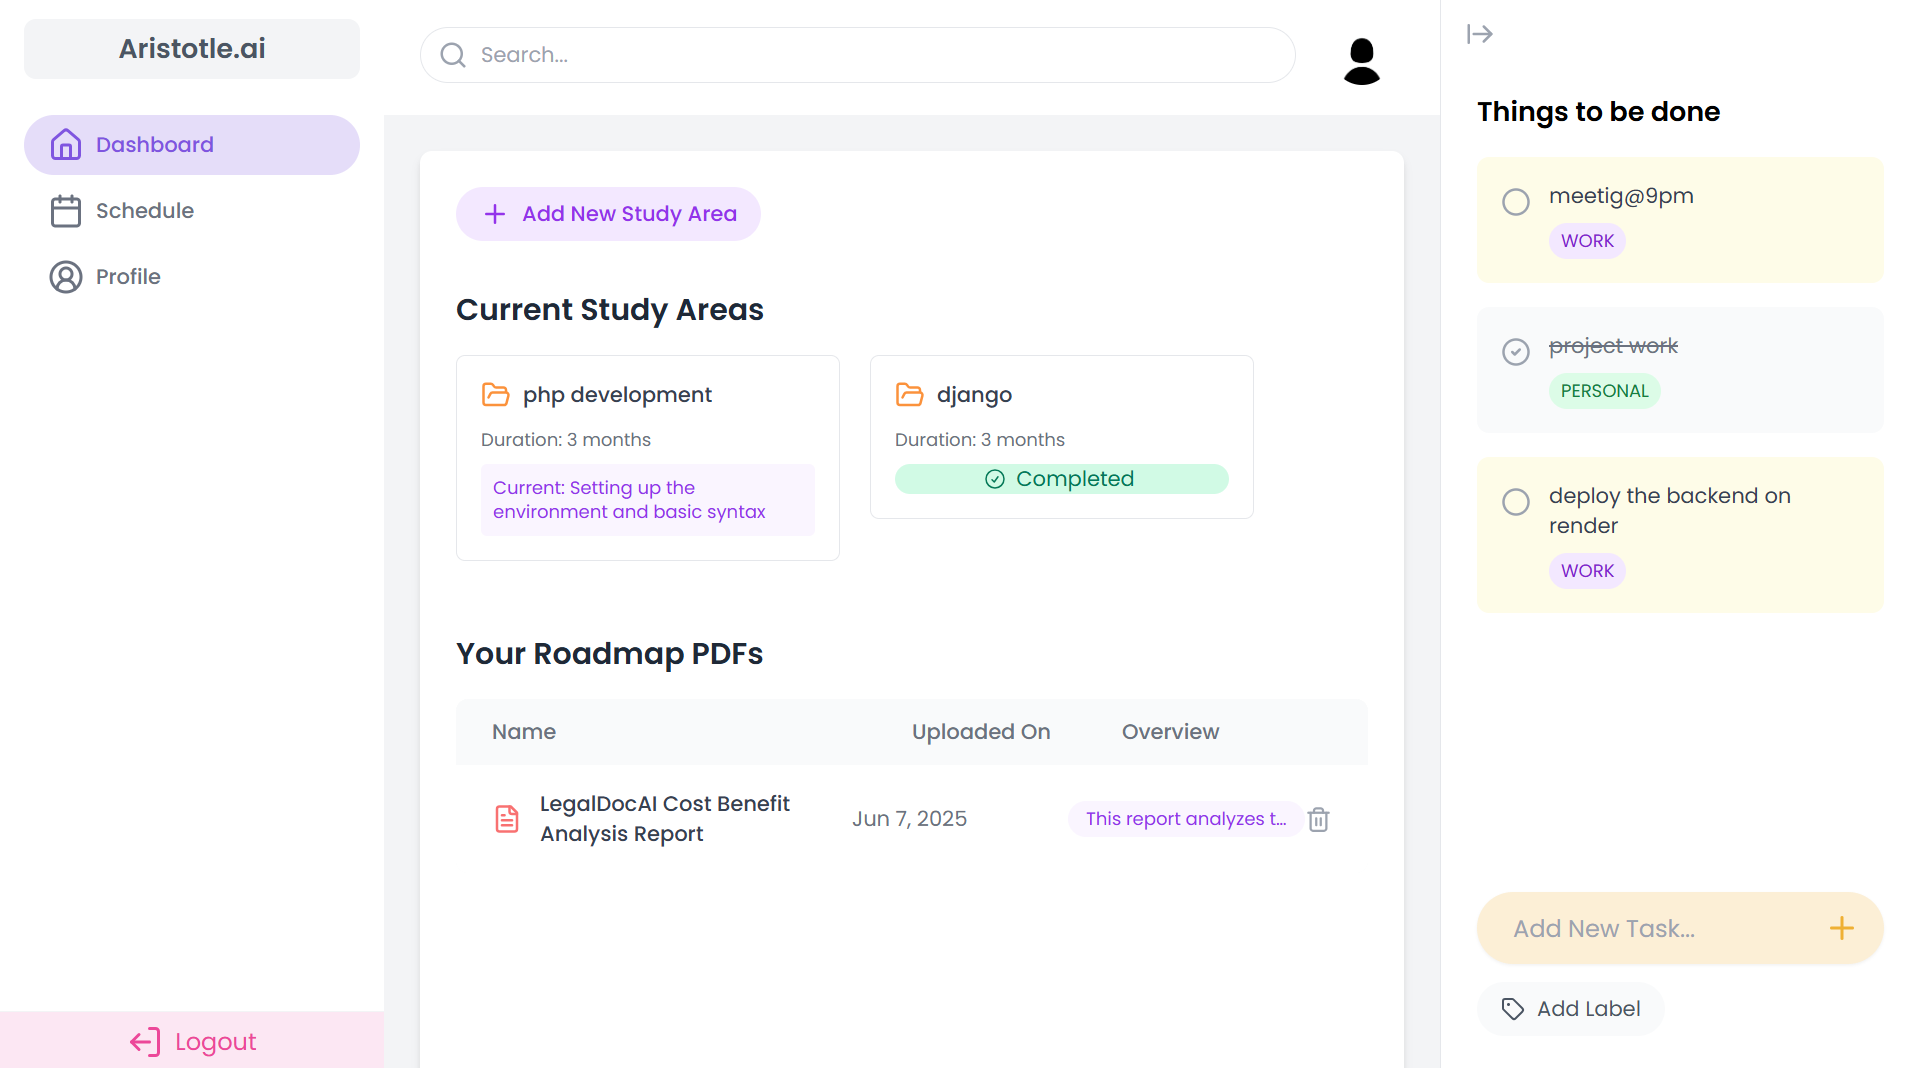 Aristotle.ai
Dashboard
Schedule
Profile
Logout
Search...
Add New Study Area
Current Study Areas
php development
Duration: 3 months
Current: Setting up the
environment and basic syntax
django
Duration: 3 months
Completed
Your Roadmap PDFs
Name Uploaded On Overview
LegalDocAI Cost Benefit
Analysis Report
Jun 7, 2025
This report analyzes t...
Things to be done
meetig@9pm
WORK
project work
PERSONAL
deploy the backend on
render
WORK
Add New Task...
Add Label